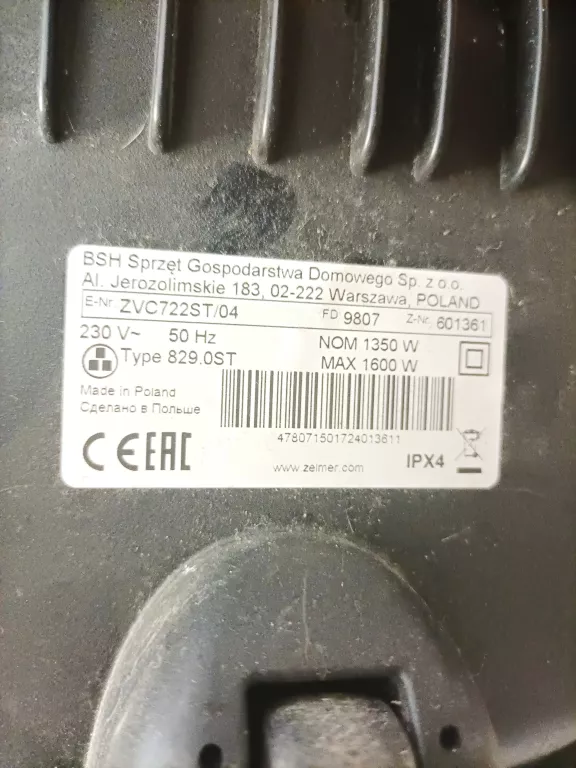 BSH Sprzęt Gospodarstwa Domowego Sp. z o.o.
Al. Jerozolimskie 183, 02-222 Warszawa, POLAND
E-Nr ZVC722ST/04 FD 9807 Z-Nr. 601361
230 V~ 50 Hz NOM 1350 W
Type 829.0ST MAX 1600 W
Made in Poland
Сделано в Польше
478071501724013611
CE EAC www.zelmer.com IPX4